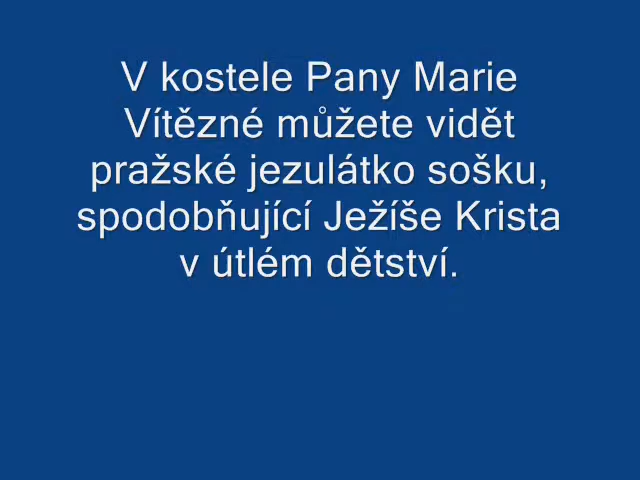 V kostele Pany Marie
Vítězné můžete vidět
pražské jezulátko sošku,
spodobňující Ježíše Krista
v útlém dětství.